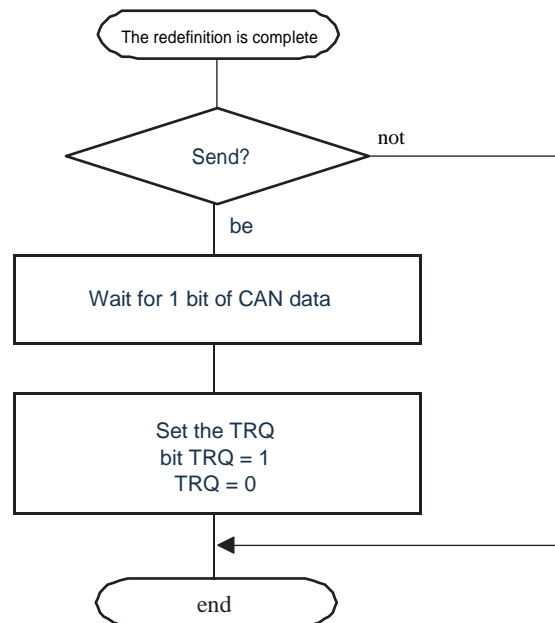 The redefinition is complete
Send?
not
be
Wait for 1 bit of CAN data
Set the TRQ
bit TRQ = 1
TRQ = 0
end